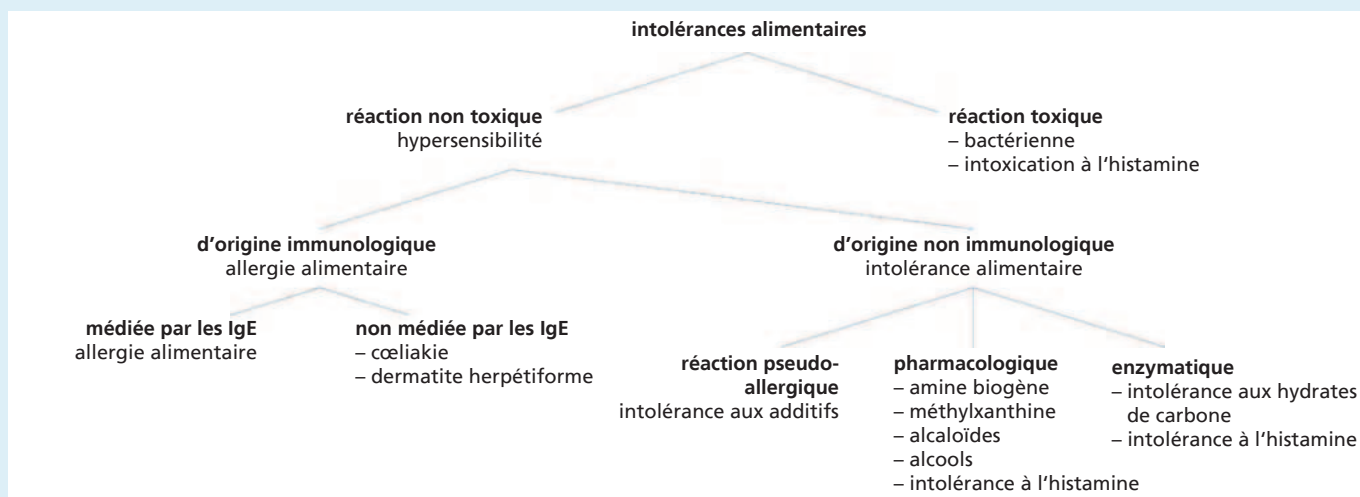 intolérances alimentaires
réaction non toxique
hypersensibilité
réaction toxique
– bactérienne
– intoxication à l'histamine
d'origine immunologique
allergie alimentaire
d'origine non immunologique
intolérance alimentaire
médiée par les IgE
allergie alimentaire
non médiée par les IgE
– cœliakie
– dermatite herpétiforme
réaction pseudo-
allergique
intolérance aux additifs
pharmacologique
– amine biogène
– méthylxanthine
– alcaloïdes
– alcools
– intolérance à l'histamine
enzymatique
– intolérance aux hydrates
de carbone
– intolérance à l'histamine